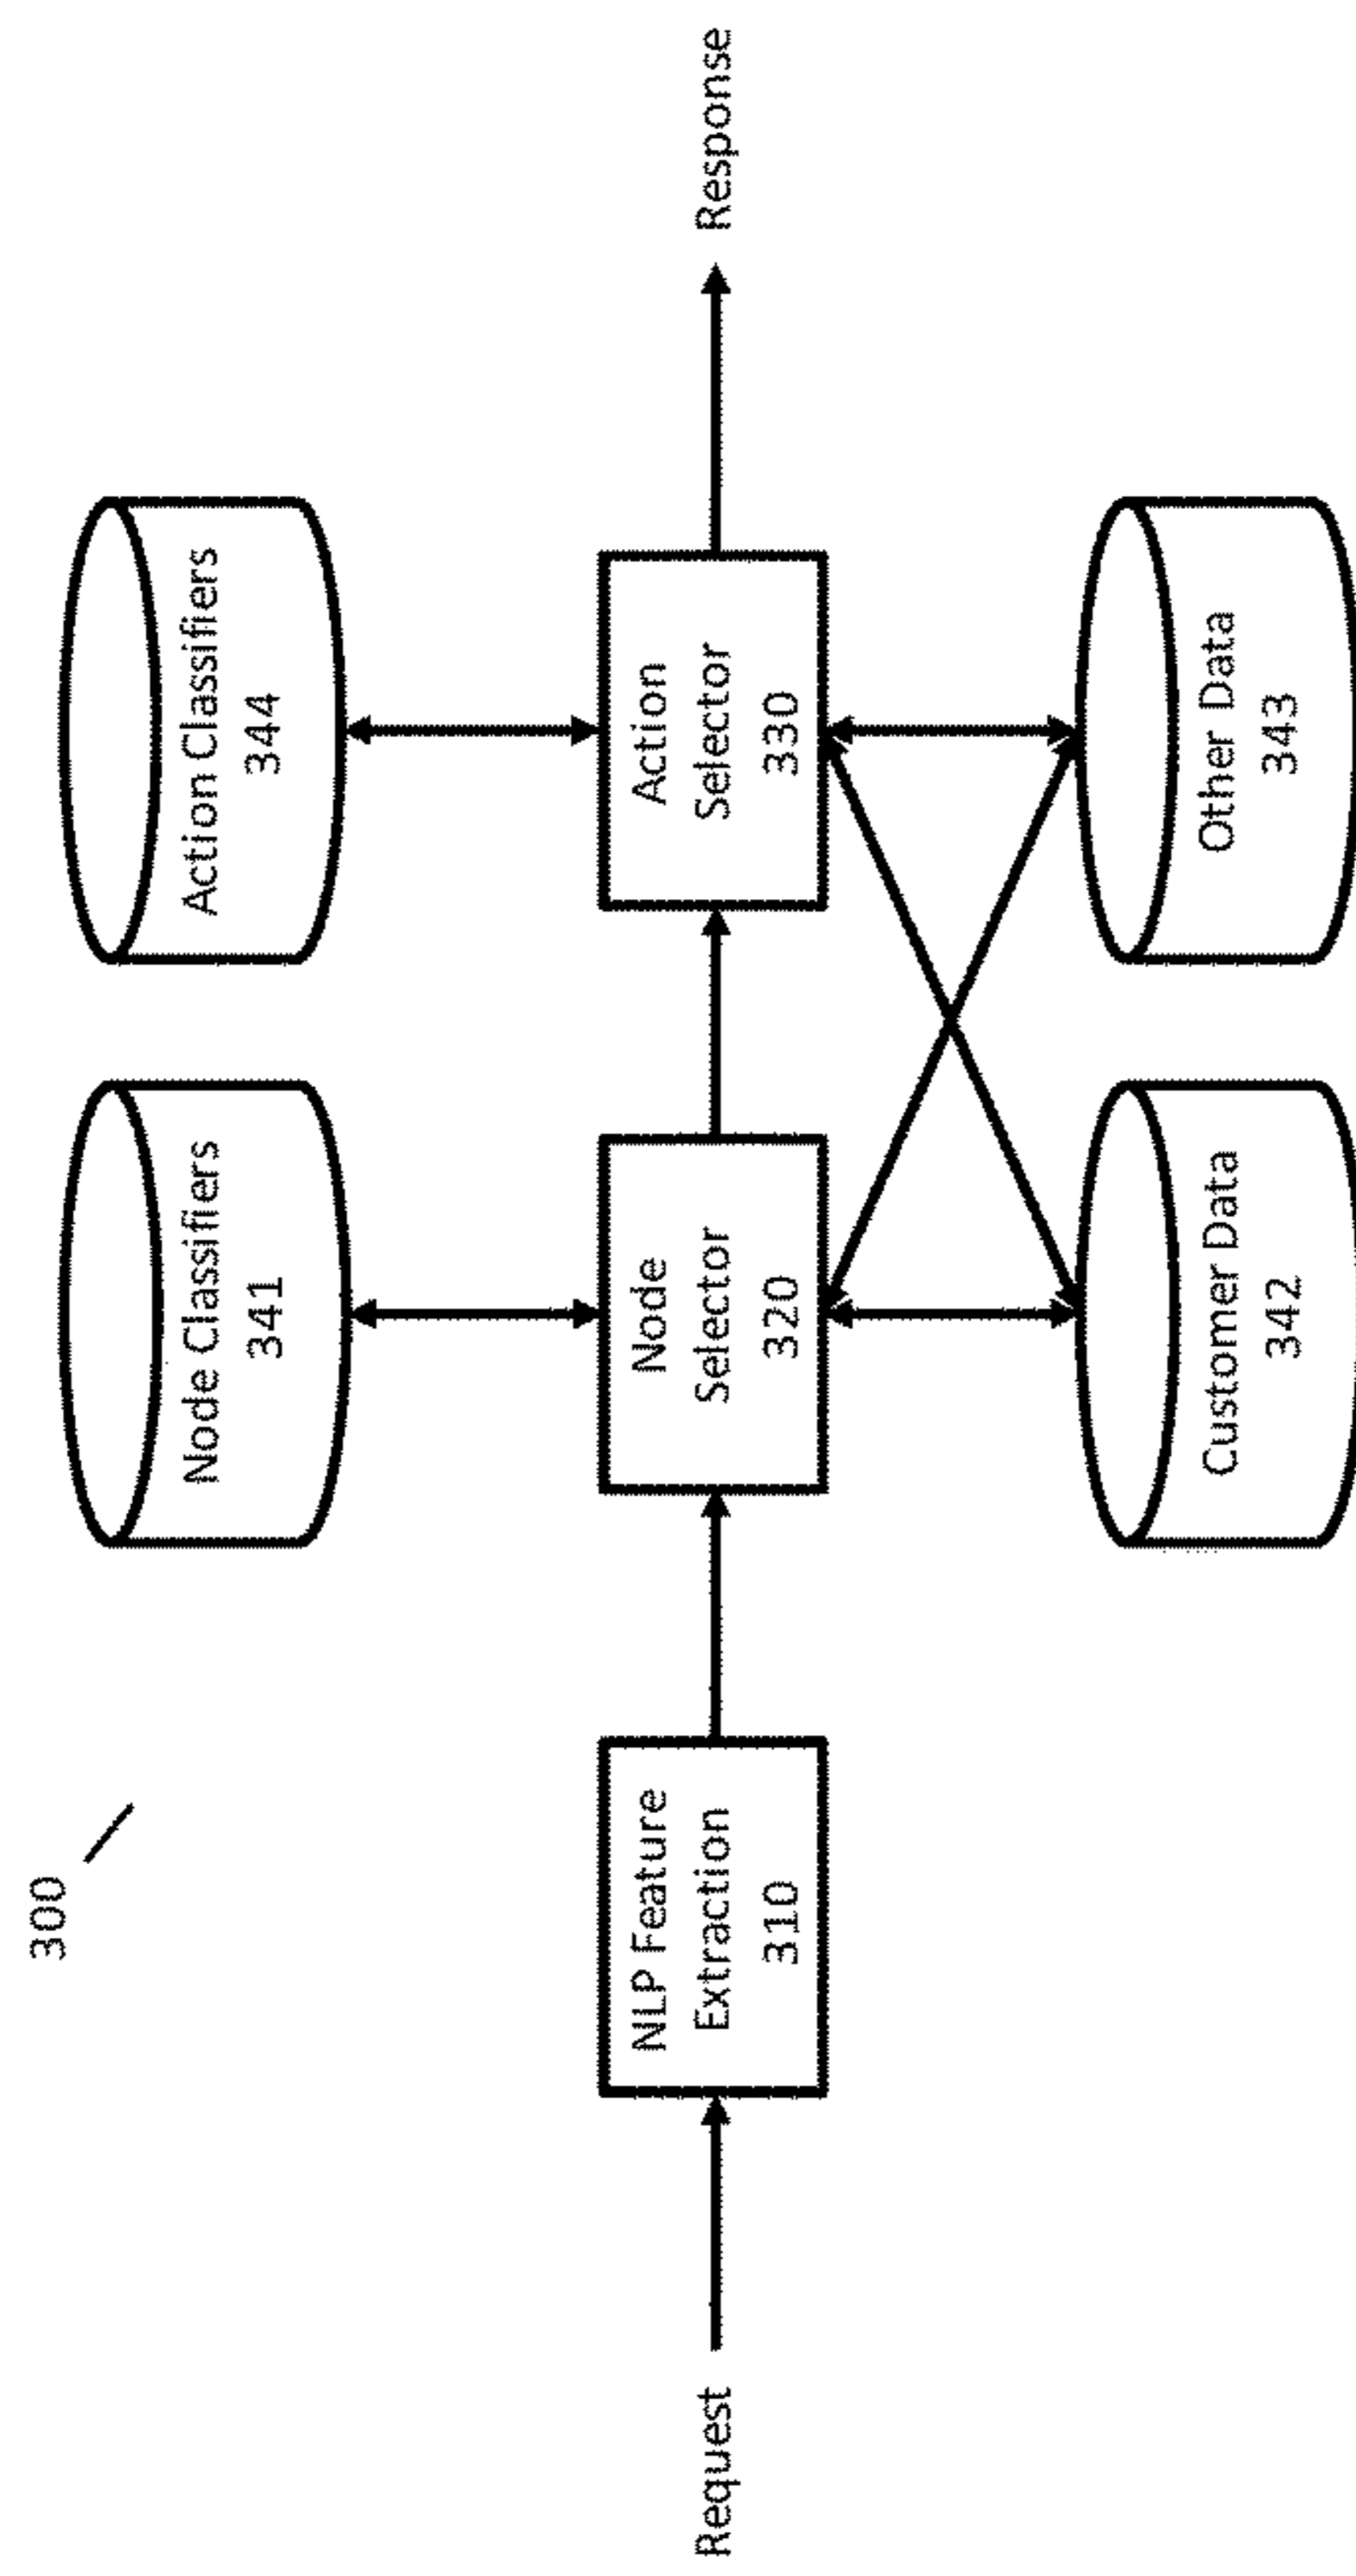 300
Node Classifiers
341
Action Classifiers
344
Request
NLP Feature
Extraction
310
Node
Selector
320
Action
Selector
330
Response
Customer Data
342
Other Data
343